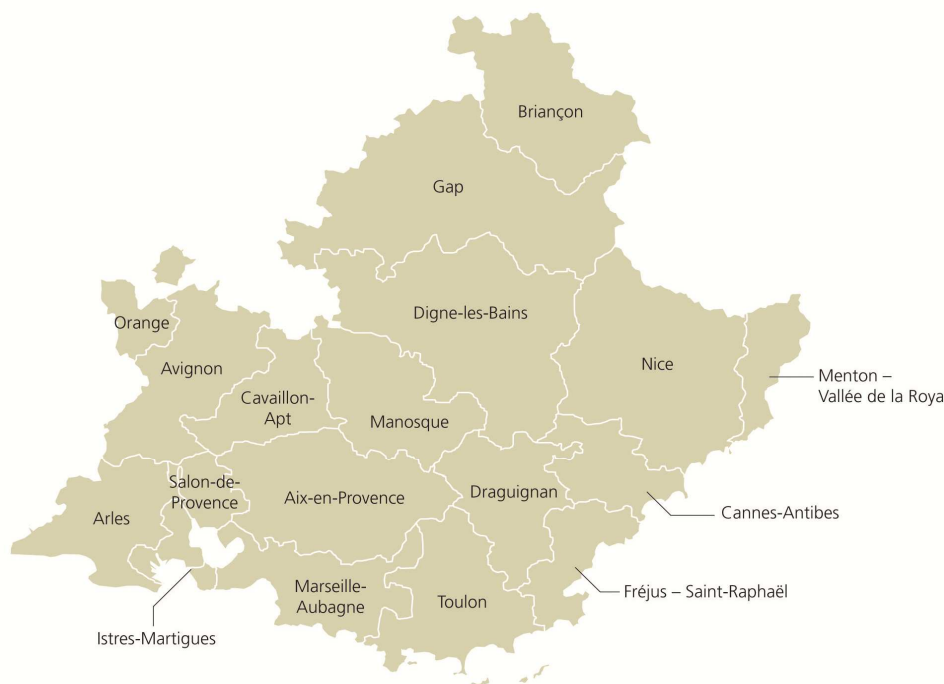 Briançon
Gap
Digne-les-Bains
Orange
Avignon
Nice
Menton –
Vallée de la Roya
Cavaillon-
Apt
Manosque
Salon-de-
Provence
Aix-en-Provence
Draguignan
Arles
Cannes-Antibes
Marseille-
Aubagne
Toulon
Fréjus – Saint-Raphaël
Istres-Martigues